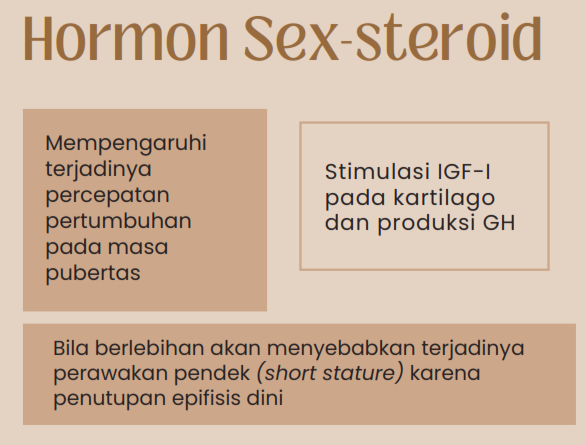 Hormon Sex-steroid
Mempengaruhi
terjadinya
percepatan
pertumbuhan
pada masa
pubertas
Stimulasi IGF-I
pada kartilago
dan produksi GH
Bila berlebihan akan menyebabkan terjadinya
perawakan pendek (short stature) karena
penutupan epifisis dini